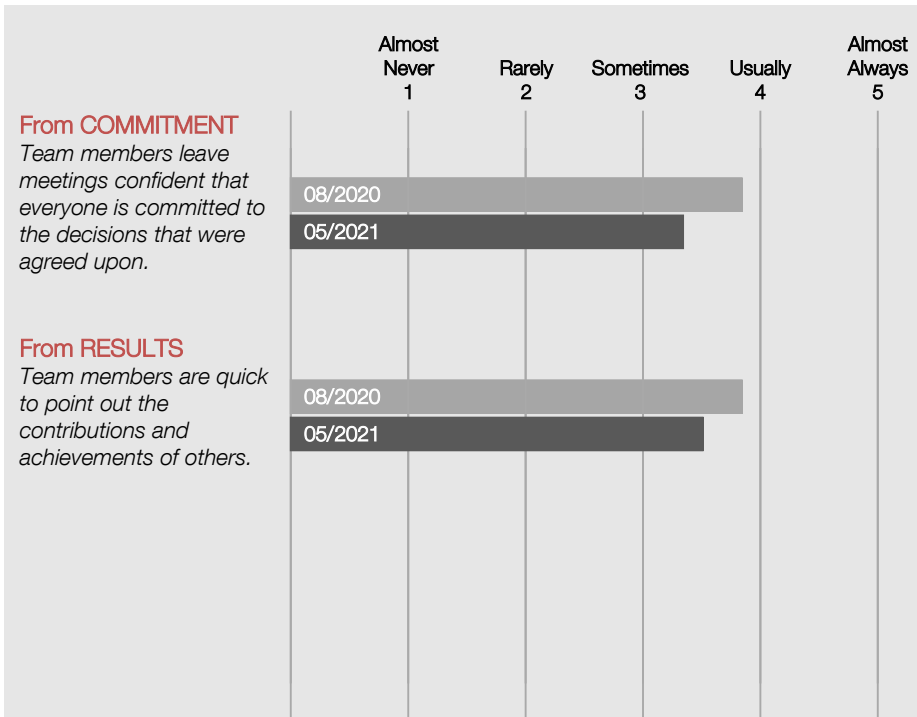 Almost
Never
1
Rarely
2
Sometimes
3
Usually
4
Almost
Always
5
From COMMITMENT
Team members leave
meetings confident that
everyone is committed to
the decisions that were
agreed upon.
08/2020
05/2021
From RESULTS
Team members are quick
to point out the
contributions and
achievements of others.
08/2020
05/2021